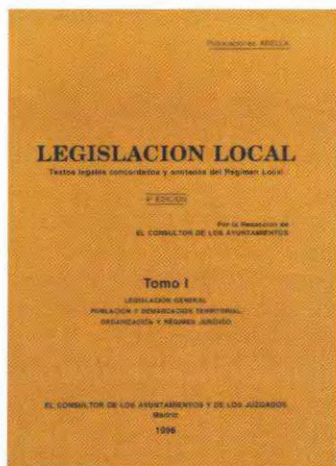 Publicaciones ABELLA
LEGISLACION LOCAL
Textos legales concordados y anotados del Régimen Local
EDICION
Por la Redacción de
EL CONSULTOR DE LOS AYUNTAMIENTOS
Tomo I
LEGISLACION GENERAL
POBLACION Y DEMARCACION TERRITORIAL
ORGANIZACION Y REGIMEN JURIDICO
EL CONSULTOR DE LOS AYUNTAMIENTOS Y DE LOS JUZGADOS
Madrid
1996